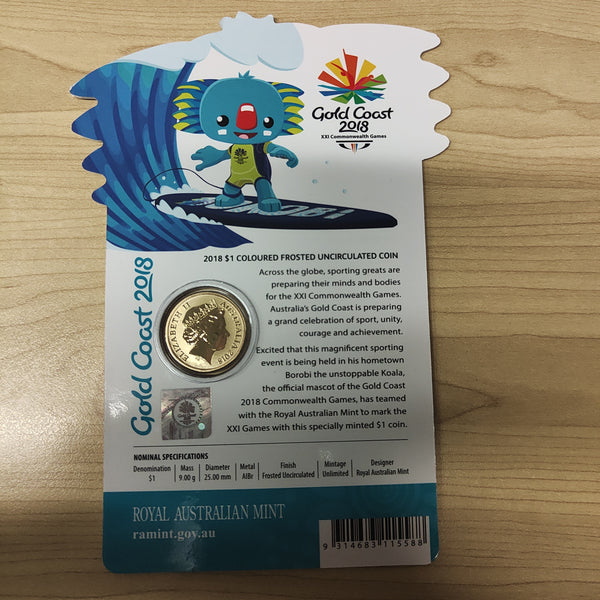 Gold Coast
2018
XXI Commonwealth Games
BOROBI
2018 $1 COLOURED FROSTED UNCIRCULATED COIN
Across the globe, sporting greats are
preparing their minds and bodies
for the XXI Commonwealth Games.
Australia's Gold Coast is preparing
a grand celebration of sport, unity,
courage and achievement.
Excited that this magnificent sporting
event is being held in his hometown
Borobi the unstoppable Koala,
the official mascot of the Gold Coast
2018 Commonwealth Games, has teamed
with the Royal Australian Mint to mark the
XXI Games with this specially minted $1 coin.
Gold Coast 2018
ELIZABETH II AUSTRALIA 2018
NOMINAL SPECIFICATIONS
Denomination Mass Diameter Metal Finish Mintage Designer
$1 9.00 g 25.00 mm AlBr Frosted Uncirculated Unlimited Royal Australian Mint
ROYAL AUSTRALIAN MINT
ramint.gov.au
9 314683 115588